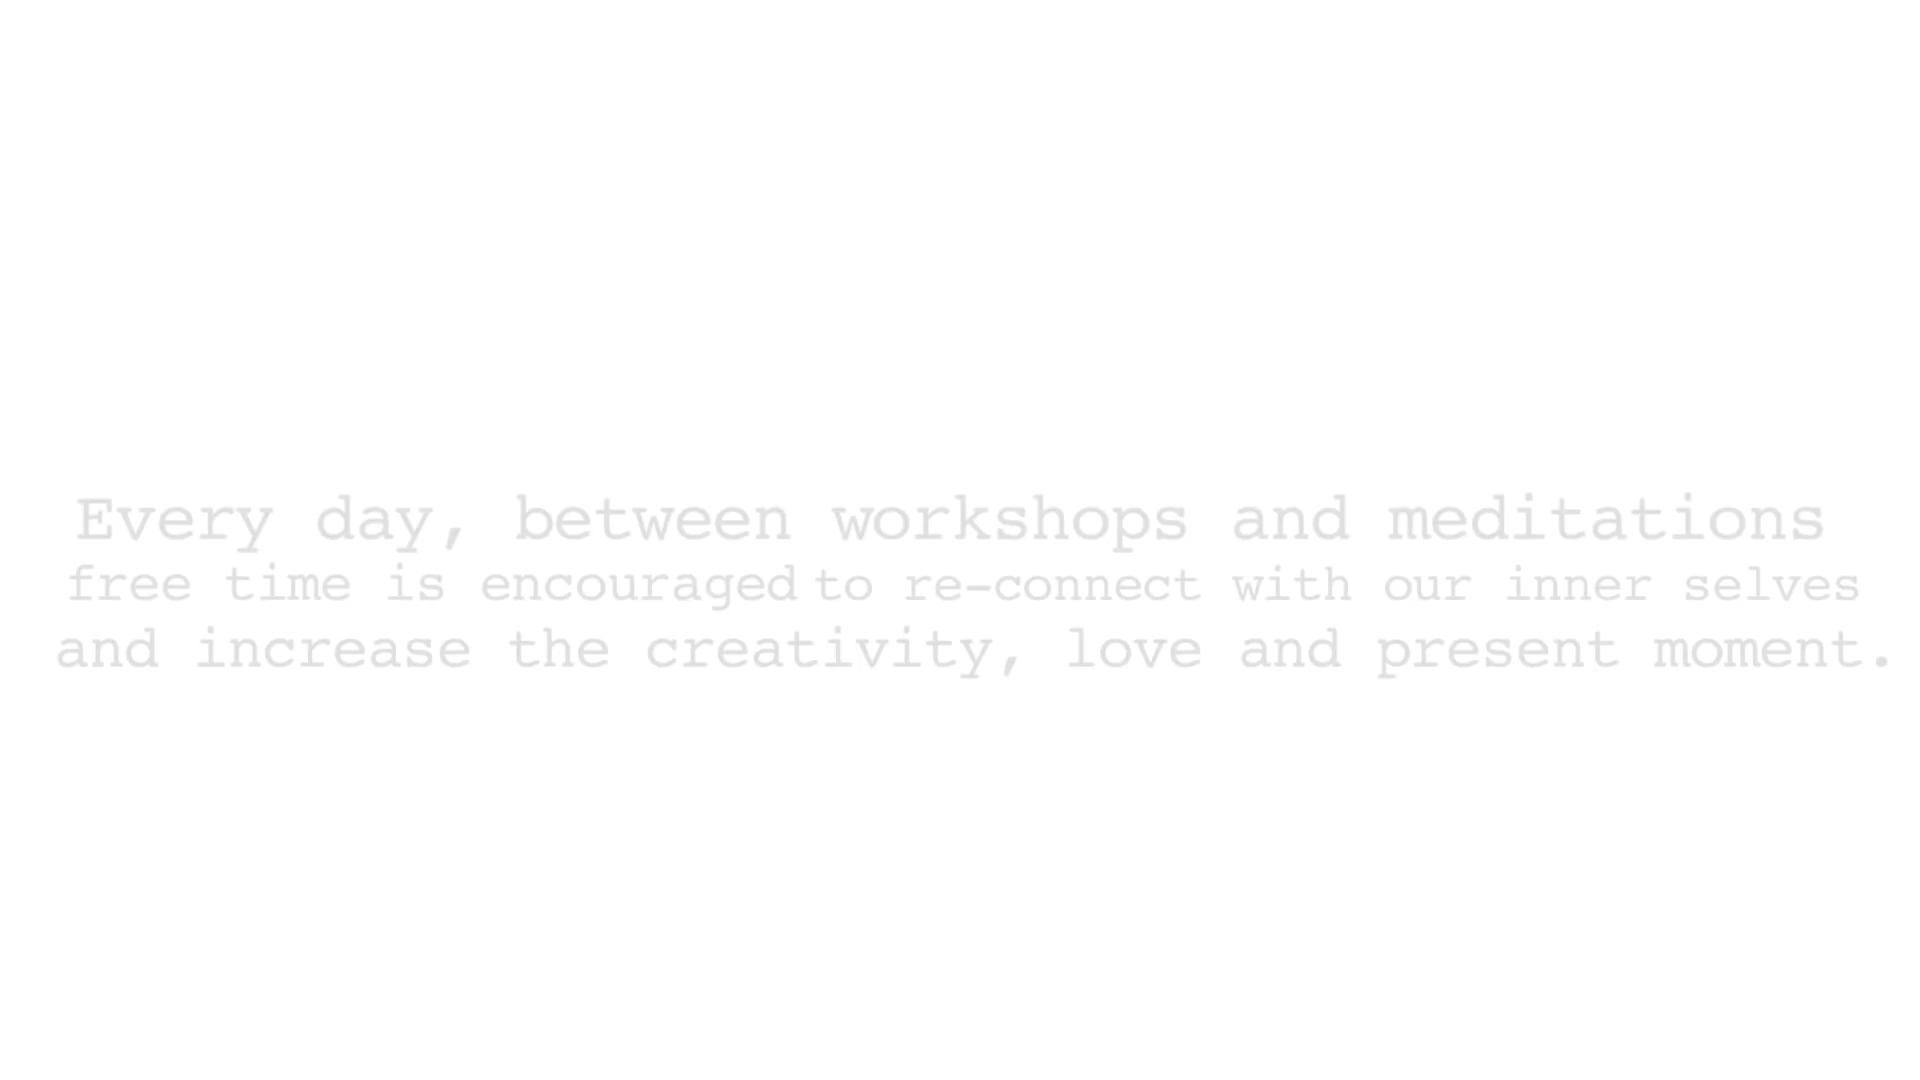 Every day, between workshops and meditations
free time is encouraged to re-connect with our inner selves
and increase the creativity, love and present moment.